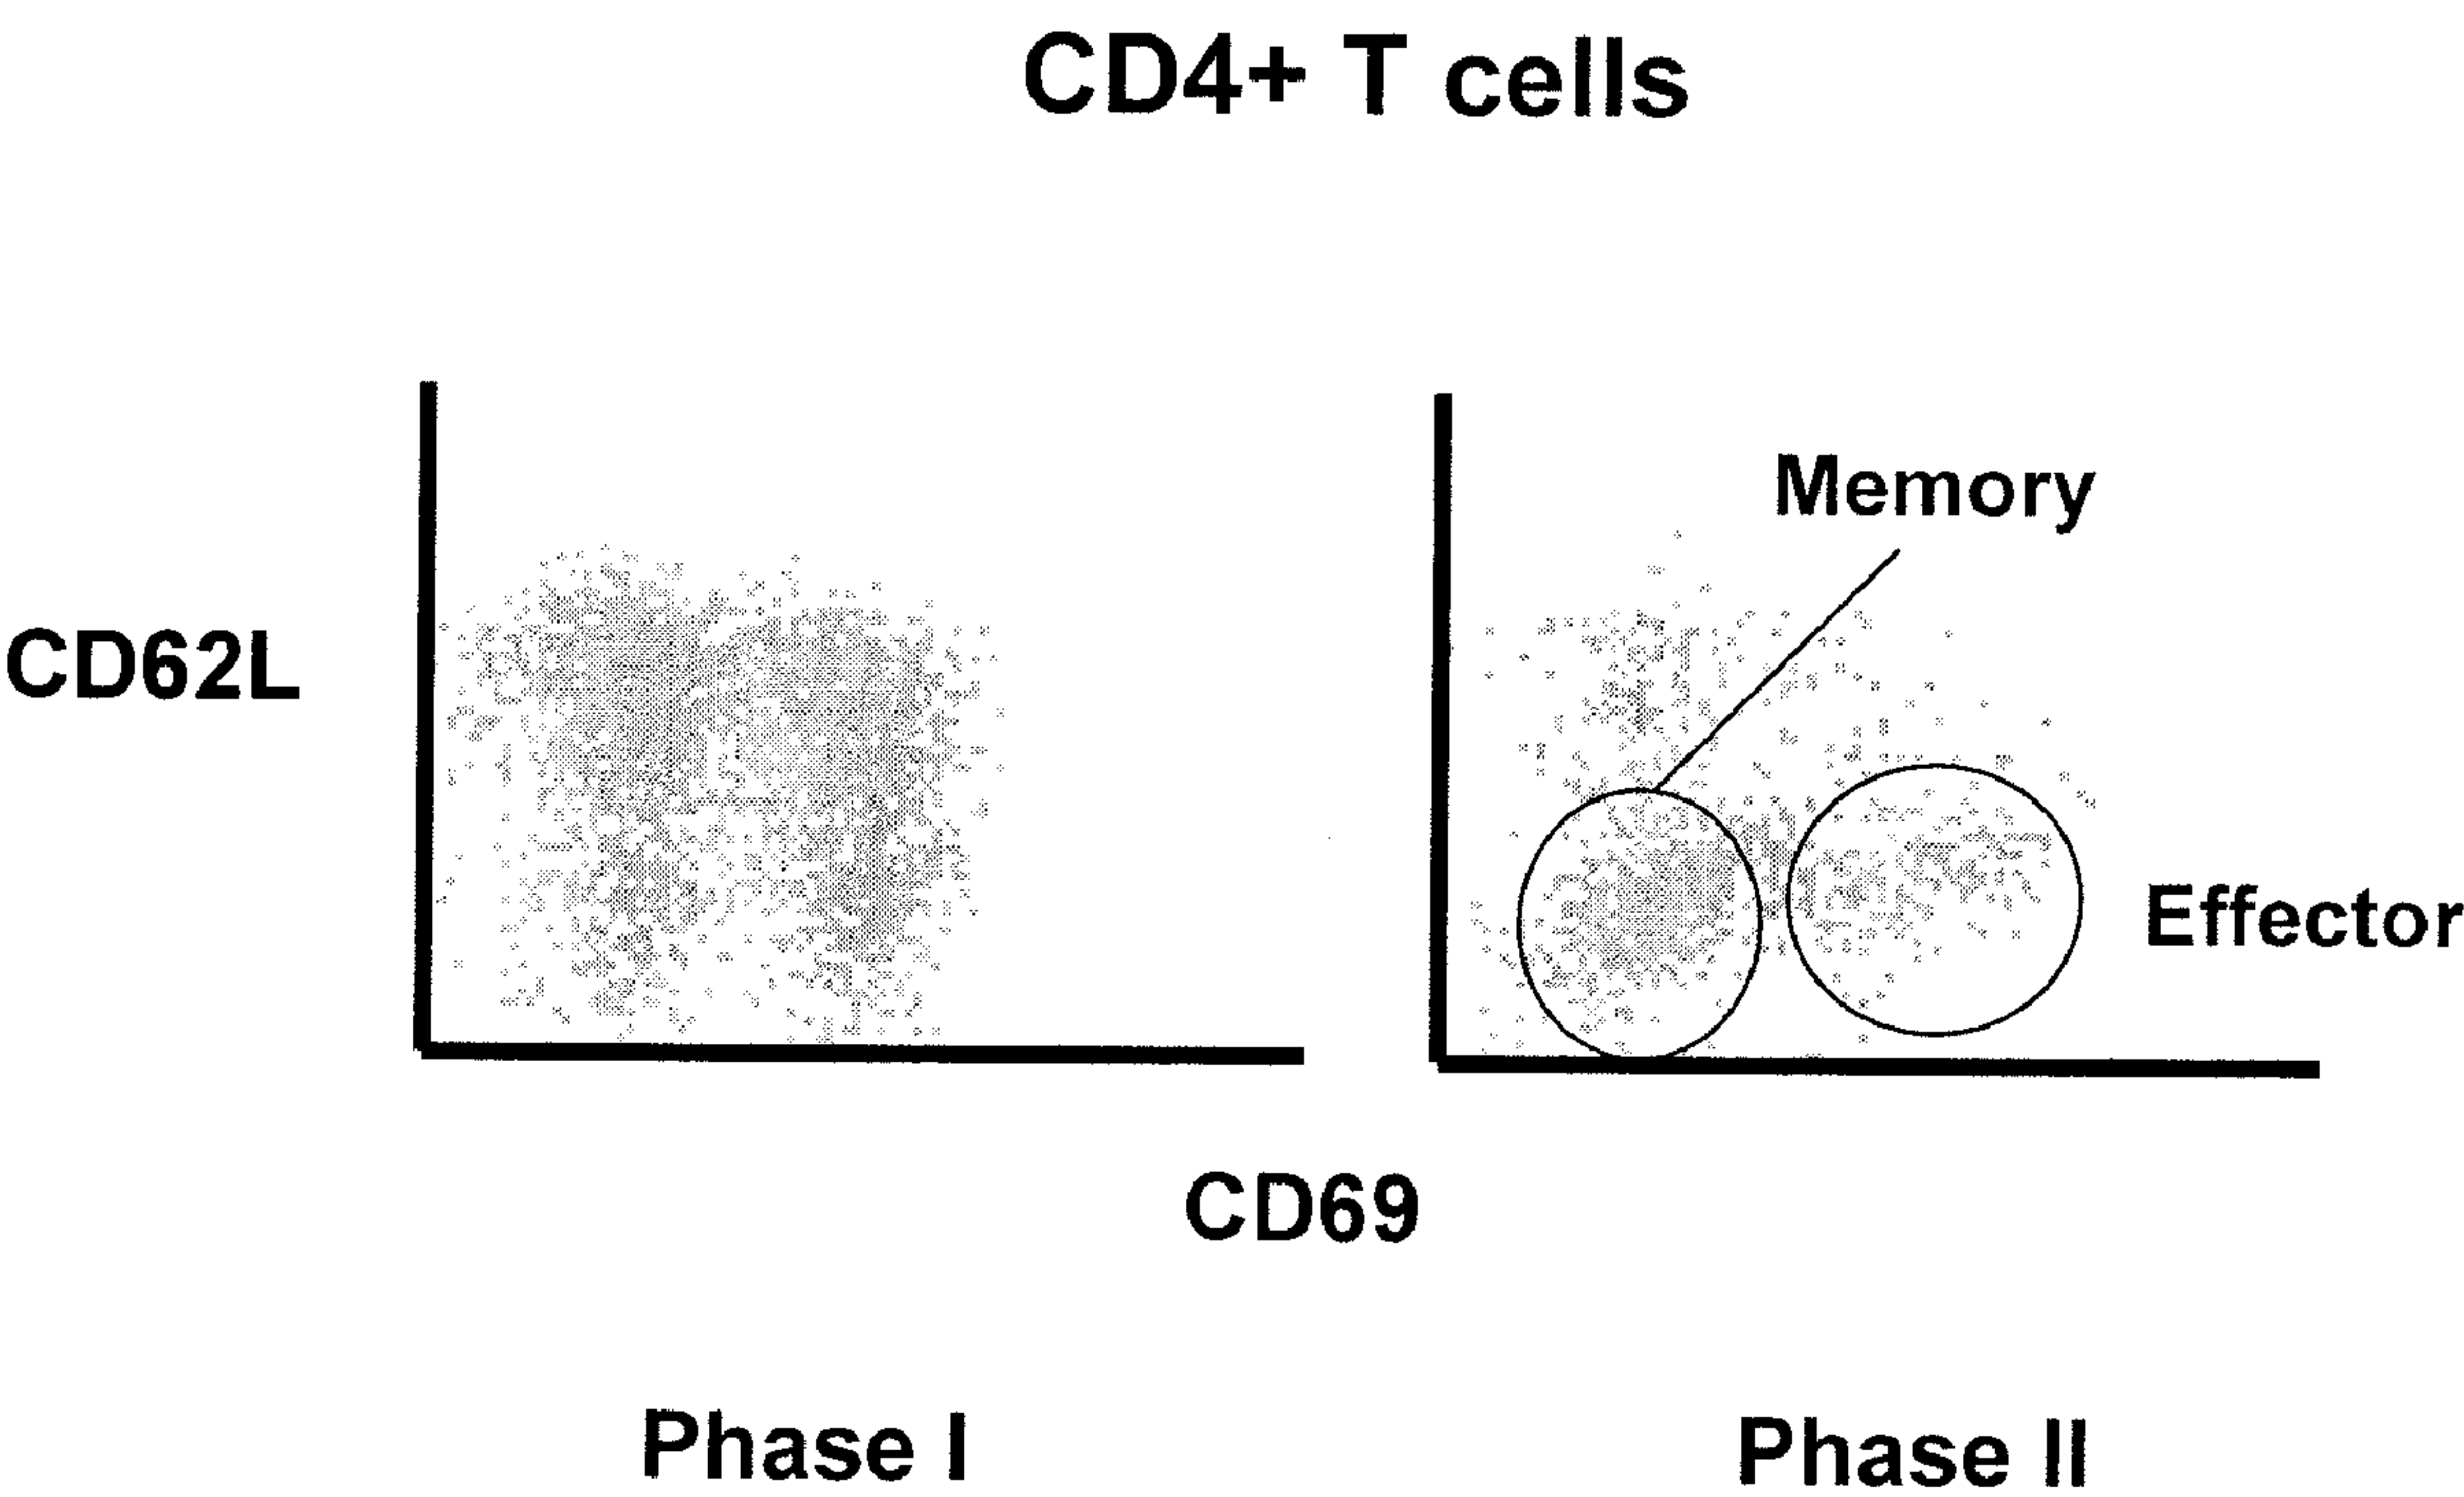 CD4+ T cells
Memory
CD62L
Effector
CD69
Phase I
Phase II